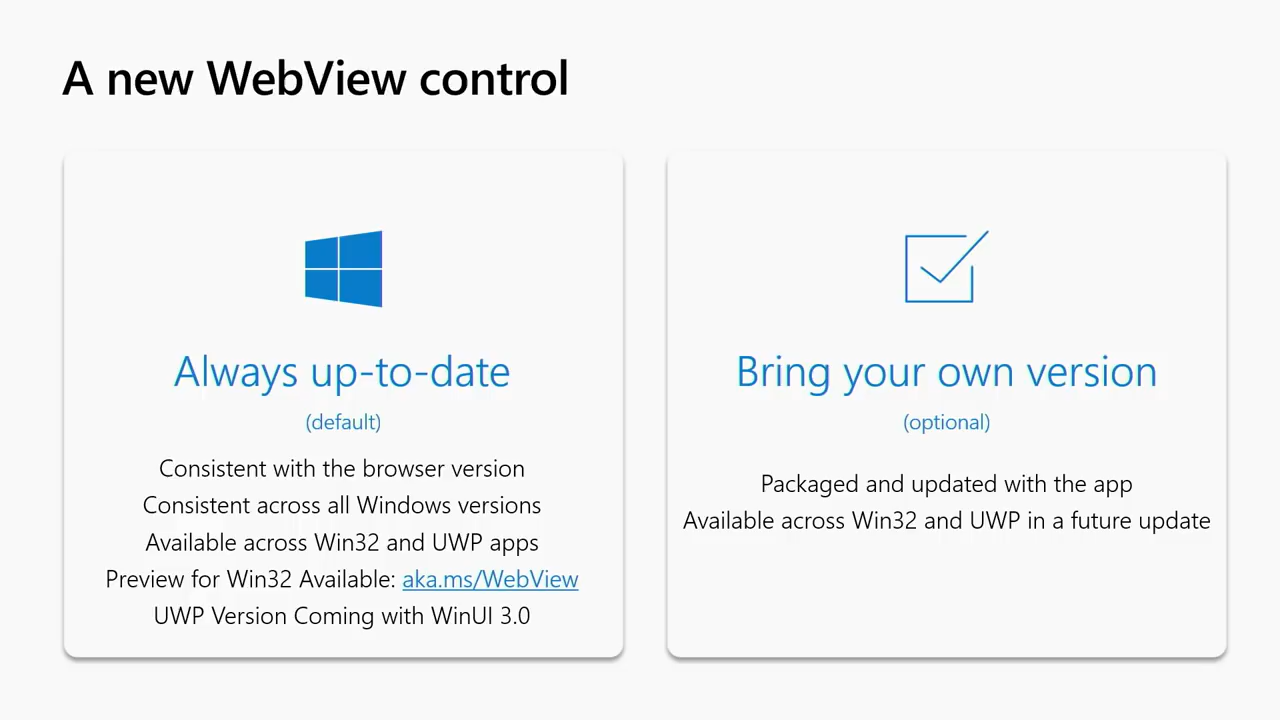 A new WebView control
Always up-to-date
(default)
Consistent with the browser version
Consistent across all Windows versions
Available across Win32 and UWP apps
Preview for Win32 Available: aka.ms/WebView
UWP Version Coming with WinUI 3.0
Bring your own version
(optional)
Packaged and updated with the app
Available across Win32 and UWP in a future update